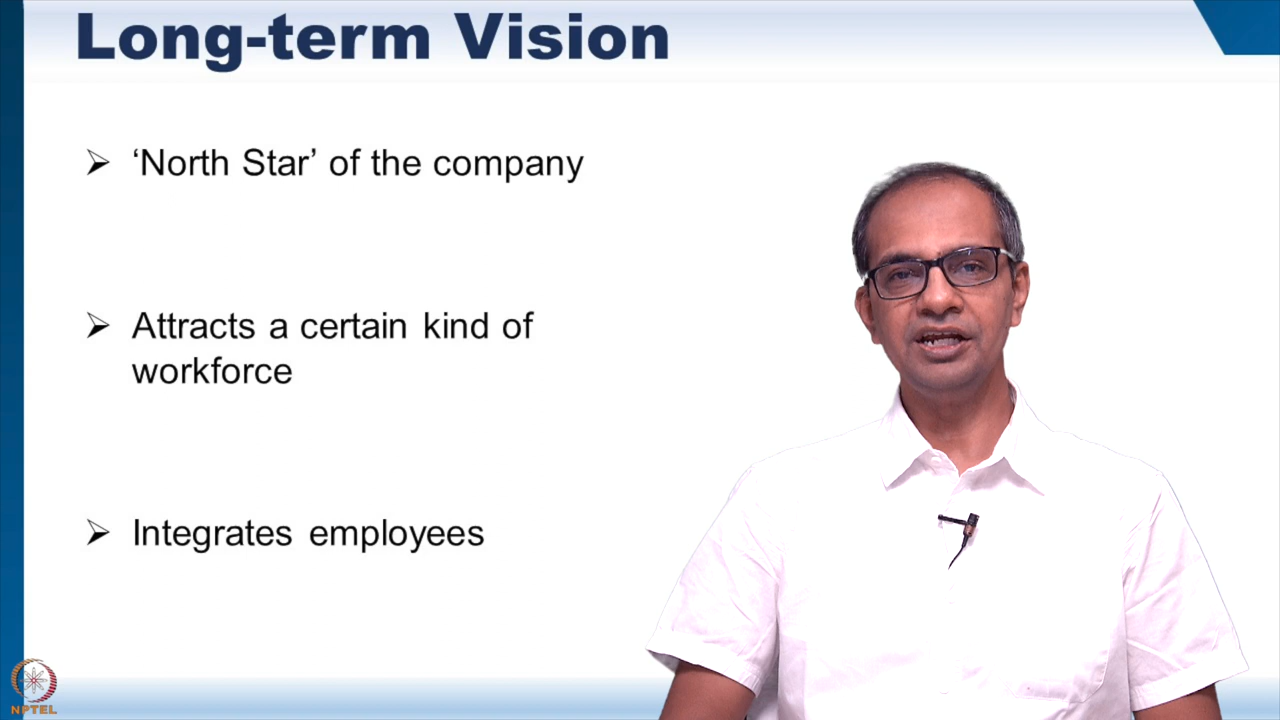 Long-term Vision
‘North Star’ of the company
Attracts a certain kind of
workforce
Integrates employees
NPTEL